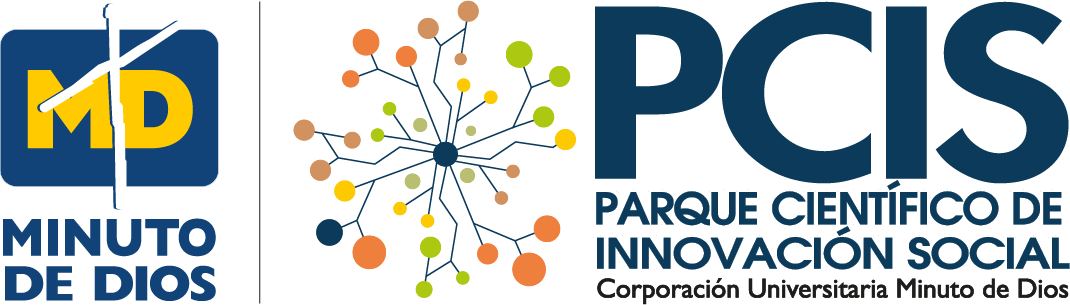 MD
MINUTO
DE DIOS
PCIS
PARQUE CIENTÍFICO DE
INNOVACIÓN SOCIAL
Corporación Universitaria Minuto de Dios